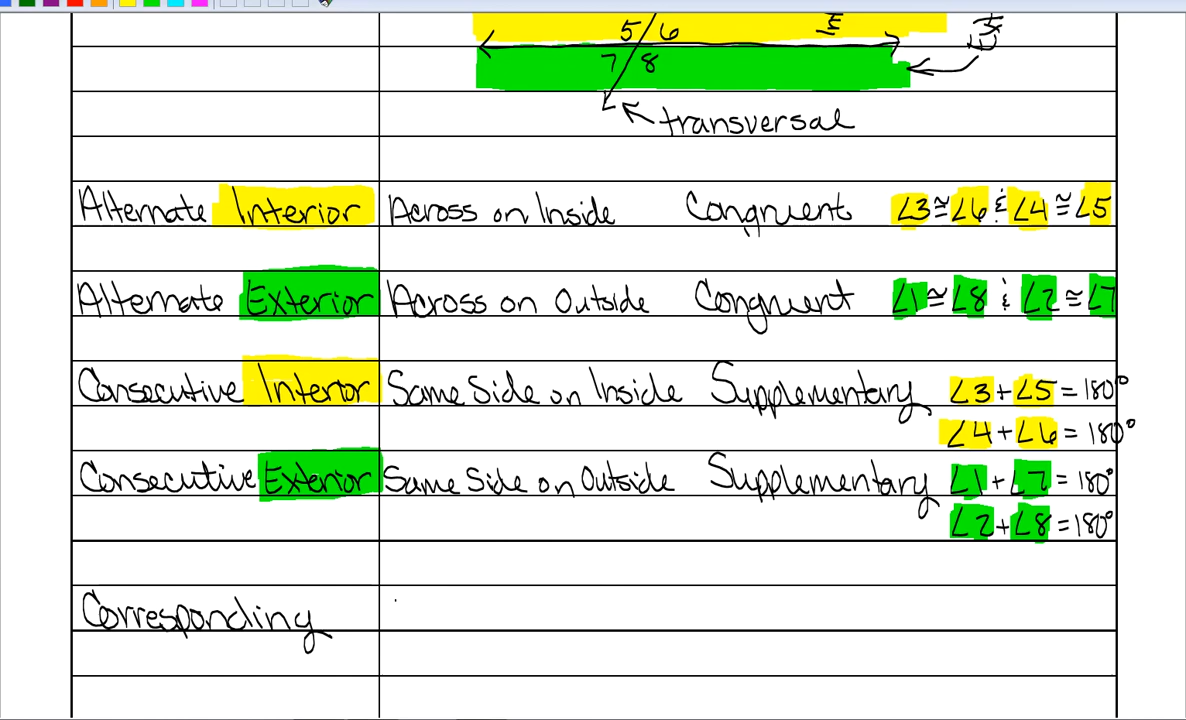 5 6
7 8
transversal
Alternate Interior Across on Inside Congruent ∠3≅∠6 & ∠4≅∠5
Alternate Exterior Across on Outside Congruent ∠1≅∠8 & ∠2≅∠7
Consecutive Interior Same Side on Inside Supplementary ∠3+∠5=180°
∠4+∠6=180°
Consecutive Exterior Same Side on Outside Supplementary ∠1+∠7=180°
∠2+∠8=180°
Corresponding